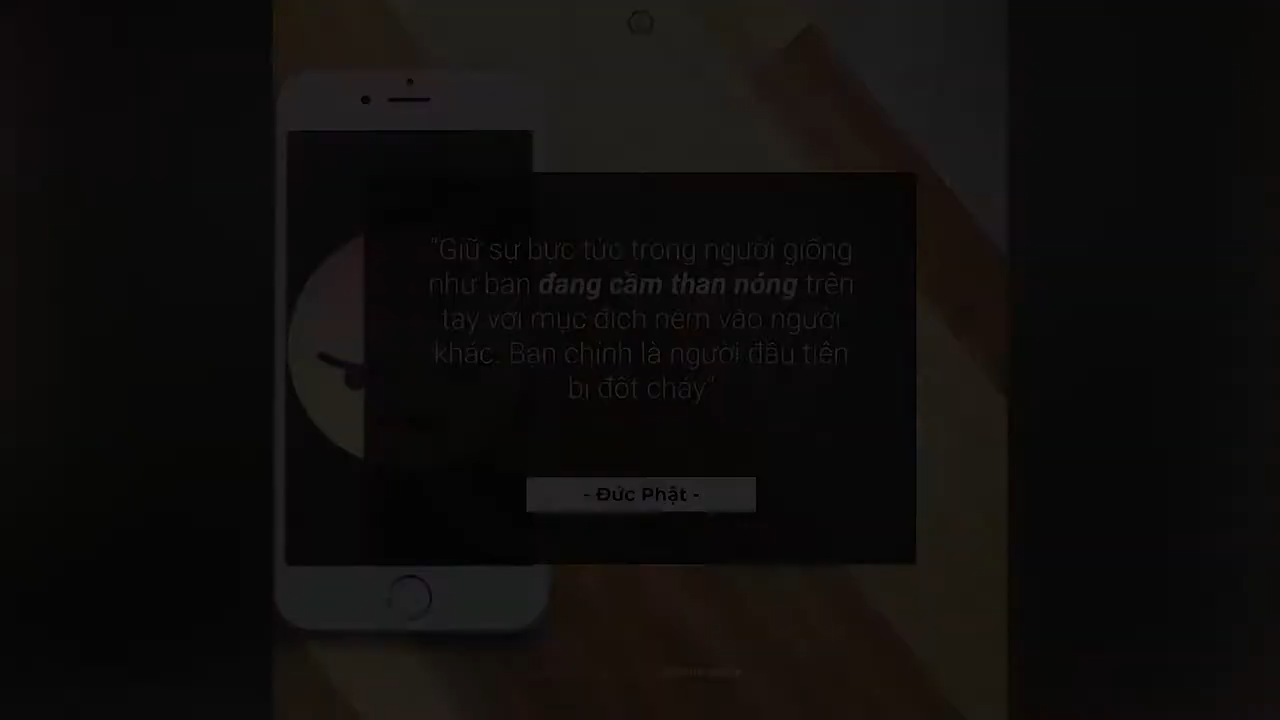 "Giữ sự bực tức trong người giống
như bạn đang cầm than nóng trên
tay với mục đích ném vào người
khác. Bạn chính là người đầu tiên
bị đốt cháy"
- Đức Phật -